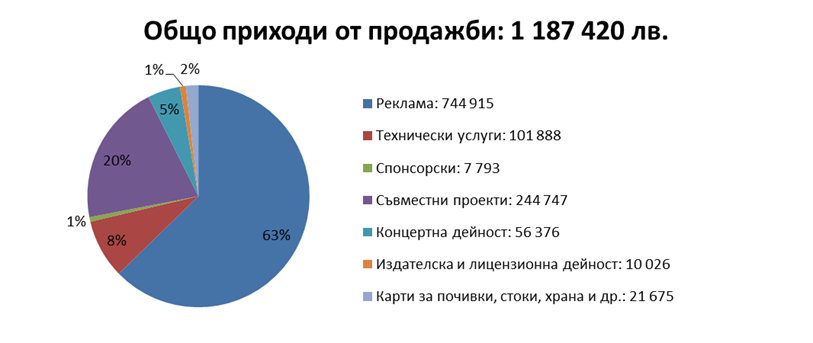 Общо приходи от продажби: 1 187 420 лв.
1%
2%
5%
20%
1%
8%
63%
Реклама: 744 915
Технически услуги: 101 888
Спонсорски: 7 793
Съвместни проекти: 244 747
Концертна дейност: 56 376
Издателска и лицензионна дейност: 10 026
Карти за почивки, стоки, храна и др.: 21 675